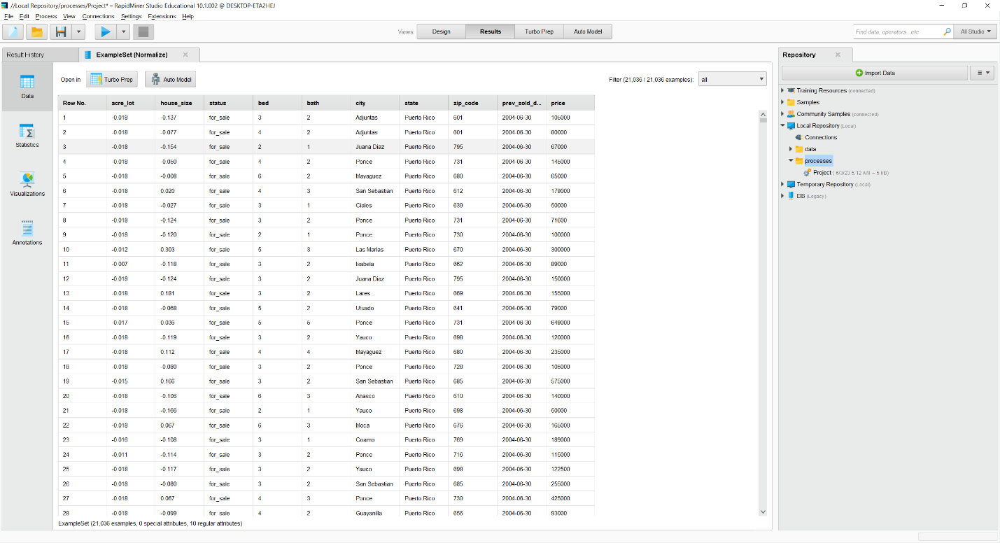 //Local Repository/processes/Project* – RapidMiner Studio Educational 10.1.002 @ DESKTOP-ETA2HEJ
File Edit Process View Connections Settings Extensions Help
Views: Design Results Turbo Prep Auto Model Find data, operators...etc All Studio
Result History ExampleSet (Normalize) Repository
Import Data
Open in Turbo Prep Auto Model Filter (21,036 / 21,036 examples): all
Data
Statistics
Visualizations
Annotations
Row No. acre_lot house_size status bed bath city state zip_code prev_sold_d... price
1 -0.018 -0.137 for_sale 3 2 Adjuntas Puerto Rico 601 2004-06-30 105000
2 -0.018 -0.077 for_sale 4 2 Adjuntas Puerto Rico 601 2004-06-30 80000
3 -0.018 -0.154 for_sale 2 1 Juana Diaz Puerto Rico 795 2004-06-30 67000
4 -0.018 -0.050 for_sale 4 2 Ponce Puerto Rico 731 2004-06-30 145000
5 -0.018 -0.008 for_sale 6 2 Mayaguez Puerto Rico 680 2004-06-30 65000
6 -0.018 0.020 for_sale 4 3 San Sebastian Puerto Rico 612 2004-06-30 179000
7 -0.018 -0.027 for_sale 3 1 Ciales Puerto Rico 639 2004-06-30 50000
8 -0.018 -0.124 for_sale 3 2 Ponce Puerto Rico 731 2004-06-30 71600
9 -0.018 -0.120 for_sale 2 1 Ponce Puerto Rico 730 2004-06-30 100000
10 -0.012 0.303 for_sale 5 3 Las Marias Puerto Rico 670 2004-06-30 300000
11 -0.007 -0.118 for_sale 3 2 Isabela Puerto Rico 662 2004-06-30 89000
12 -0.018 -0.124 for_sale 3 2 Juana Diaz Puerto Rico 795 2004-06-30 150000
13 -0.018 0.181 for_sale 3 2 Lares Puerto Rico 669 2004-06-30 155000
14 -0.018 -0.068 for_sale 5 2 Utuado Puerto Rico 641 2004-06-30 79000
15 -0.017 0.036 for_sale 5 5 Ponce Puerto Rico 731 2004-06-30 649000
16 -0.018 -0.119 for_sale 3 2 Yauco Puerto Rico 698 2004-06-30 120000
17 -0.018 0.112 for_sale 4 4 Mayaguez Puerto Rico 680 2004-06-30 235000
18 -0.018 -0.080 for_sale 3 2 Ponce Puerto Rico 728 2004-06-30 105000
19 -0.015 0.166 for_sale 3 2 San Sebastian Puerto Rico 685 2004-06-30 575000
20 -0.018 -0.106 for_sale 6 3 Anasco Puerto Rico 610 2004-06-30 140000
21 -0.018 -0.166 for_sale 2 1 Yauco Puerto Rico 698 2004-06-30 50000
22 -0.018 0.067 for_sale 6 3 Moca Puerto Rico 676 2004-06-30 165000
23 -0.016 -0.108 for_sale 3 1 Coamo Puerto Rico 769 2004-06-30 189000
24 -0.011 -0.114 for_sale 3 2 Ponce Puerto Rico 716 2004-06-30 115000
25 -0.018 -0.117 for_sale 3 2 Yauco Puerto Rico 698 2004-06-30 122500
26 -0.018 -0.080 for_sale 3 2 San Sebastian Puerto Rico 685 2004-06-30 255000
27 -0.018 0.067 for_sale 4 3 Ponce Puerto Rico 730 2004-06-30 425000
28 -0.018 -0.099 for_sale 4 2 Guayanilla Puerto Rico 656 2004-06-30 93000
ExampleSet (21,036 examples, 0 special attributes, 10 regular attributes)
Training Resources (connected)
Samples
Community Samples (connected)
Local Repository (Local)
Connections
data
processes
Project (6/3/23 5:12 AM – 5 kB)
Temporary Repository (Local)
DB (Legacy)